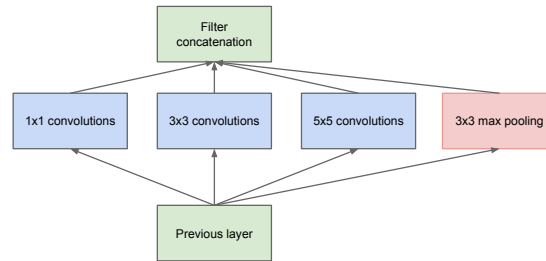 Filter
concatenation
1x1 convolutions
3x3 convolutions
5x5 convolutions
3x3 max pooling
Previous layer